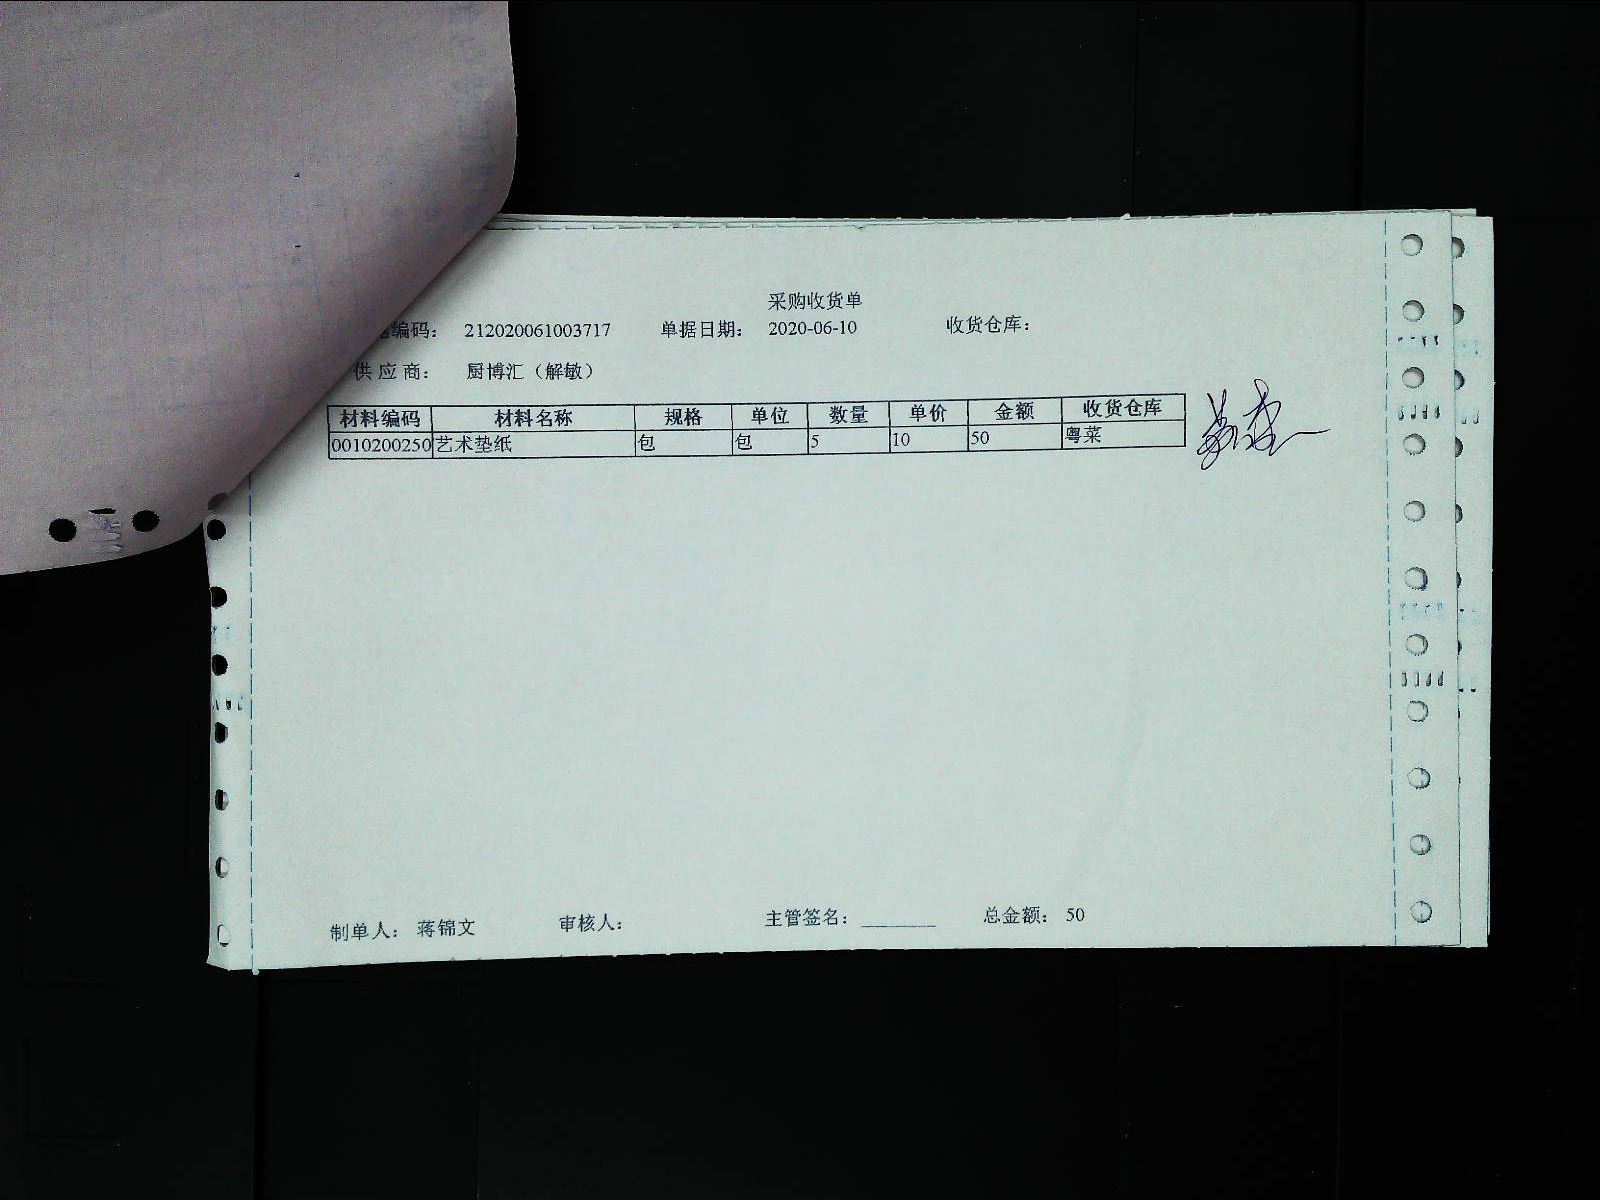 采购收货单
编码： 212020061003717 单据日期： 2020-06-10 收货仓库：
供应商： 厨博汇（解敏）
材料编码 材料名称 规格 单位 数量 单价 金额 收货仓库
0010200250 艺术垫纸 包 包 5 10 50 粤菜
制单人： 蒋锦文 审核人： 主管签名： ________ 总金额： 50